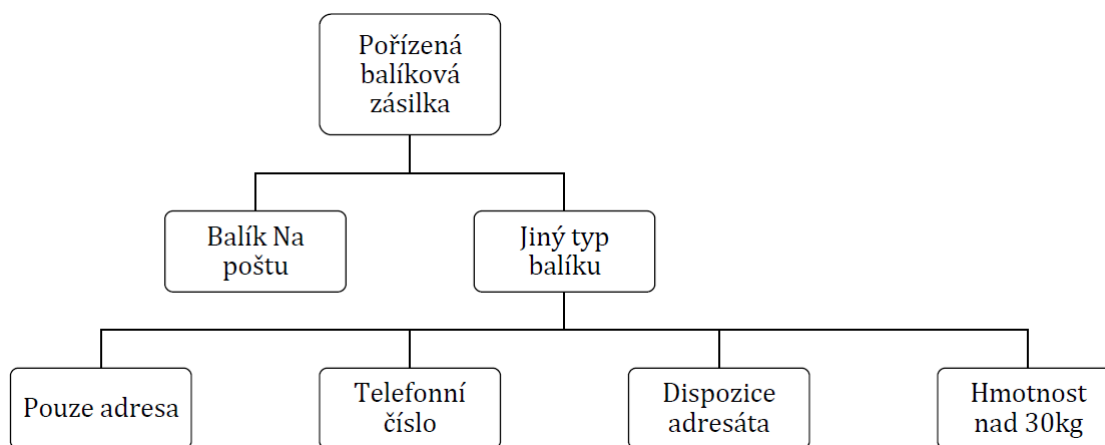 Pořízená
balíková
zásilka
Balík Na
poštu
Jiný typ
balíku
Pouze adresa
Telefonní
číslo
Dispozice
adresáta
Hmotnost
nad 30kg